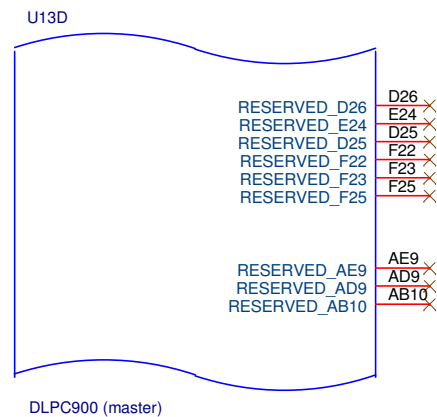 U13D
RESERVED_D26 D26
RESERVED_E24 E24
RESERVED_D25 D25
RESERVED_F22 F22
RESERVED_F23 F23
RESERVED_F25 F25
RESERVED_AE9 AE9
RESERVED_AD9 AD9
RESERVED_AB10 AB10
DLPC900 (master)